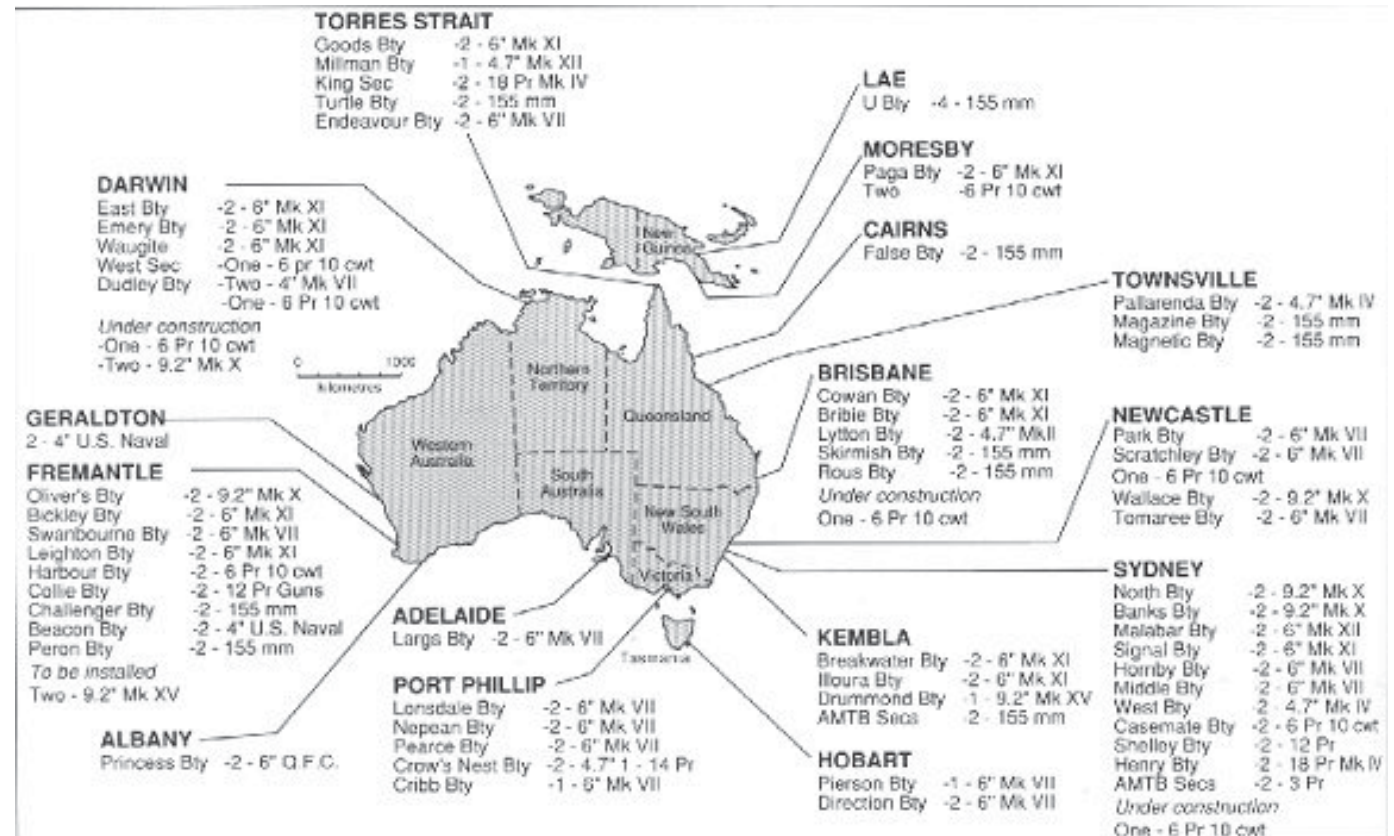 TORRES STRAIT
Goods Bty -2 - 6" Mk XI
Millman Bty -1 - 4.7" Mk XII
King Sec -2 - 18 Pr Mk IV
Turtle Bty -2 - 155 mm
Endeavour Bty -2 - 6" Mk VII
LAE
U Bty -4 - 155 mm
MORESBY
Paga Bty -2 - 6" Mk XI
Two -6 Pr 10 cwt
CAIRNS
False Bty -2 - 155 mm
DARWIN
East Bty -2 - 6" Mk XI
Emery Bty -2 - 6" Mk XI
Waugite -2 - 6" Mk XI
West Sec -One - 6 pr 10 cwt
Dudley Bty -Two - 4" Mk VII
-One - 6 Pr 10 cwt
Under construction
-One - 6 Pr 10 cwt
-Two - 9.2" Mk X
0 1000
kilometres
New
Guinea
Northern
Territory
Queensland
Western
Australia
South
Australia
New South
Wales
Victoria
Tasmania
TOWNSVILLE
Pallarenda Bty -2 - 4.7" Mk IV
Magazine Bty -2 - 155 mm
Magnetic Bty -2 - 155 mm
BRISBANE
Cowan Bty -2 - 6" Mk XI
Bribie Bty -2 - 6" Mk XI
Lytton Bty -2 - 4.7" MkII
Skirmish Bty -2 - 155 mm
Rous Bty -2 - 155 mm
Under construction
One - 6 Pr 10 cwt
NEWCASTLE
Park Bty -2 - 6" Mk VII
Scratchley Bty -2 - 6" Mk VII
One - 6 Pr 10 cwt
Wallace Bty -2 - 9.2" Mk X
Tomaree Bty -2 - 6" Mk VII
GERALDTON
2 - 4" U.S. Naval
FREMANTLE
Oliver's Bty -2 - 9.2" Mk X
Bickley Bty -2 - 6" Mk XI
Swanbourne Bty -2 - 6" Mk VII
Leighton Bty -2 - 6" Mk XI
Harbour Bty -2 - 6 Pr 10 cwt
Collie Bty -2 - 12 Pr Guns
Challenger Bty -2 - 155 mm
Beacon Bty -2 - 4" U.S. Naval
Peron Bty -2 - 155 mm
To be installed
Two - 9.2" Mk XV
ALBANY
Princess Bty -2 - 6" Q.F.C.
ADELAIDE
Largs Bty -2 - 6" Mk VII
PORT PHILLIP
Lonsdale Bty -2 - 6" Mk VII
Nepean Bty -2 - 6" Mk VII
Pearce Bty -2 - 6" Mk VII
Crow's Nest Bty -2 - 4.7" 1 - 14 Pr
Cribb Bty -1 - 6" Mk VII
KEMBLA
Breakwater Bty -2 - 6" Mk XI
Illoura Bty -2 - 6" Mk XI
Drummond Bty -1 - 9.2" Mk XV
AMTB Secs -2 - 155 mm
HOBART
Pierson Bty -1 - 6" Mk VII
Direction Bty -2 - 6" Mk VII
SYDNEY
North Bty -2 - 9.2" Mk X
Banks Bty -2 - 9.2" Mk X
Malabar Bty -2 - 6" Mk XII
Signal Bty -2 - 6" Mk XI
Hornby Bty -2 - 6" Mk VII
Middle Bty -2 - 6" Mk VII
West Bty -2 - 4.7" Mk IV
Casemate Bty -2 - 6 Pr 10 cwt
Shelley Bty -2 - 12 Pr
Henry Bty -2 - 18 Pr Mk IV
AMTB Secs -2 - 3 Pr
Under construction
One - 6 Pr 10 cwt